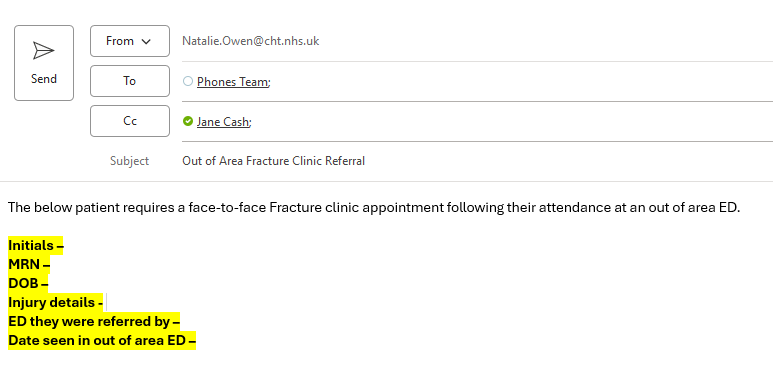 From
Natalie.Owen@cht.nhs.uk
Send
To
Phones Team;
Cc
Jane Cash;
Subject
Out of Area Fracture Clinic Referral
The below patient requires a face-to-face Fracture clinic appointment following their attendance at an out of area ED.
Initials –
MRN –
DOB –
Injury details -
ED they were referred by –
Date seen in out of area ED –